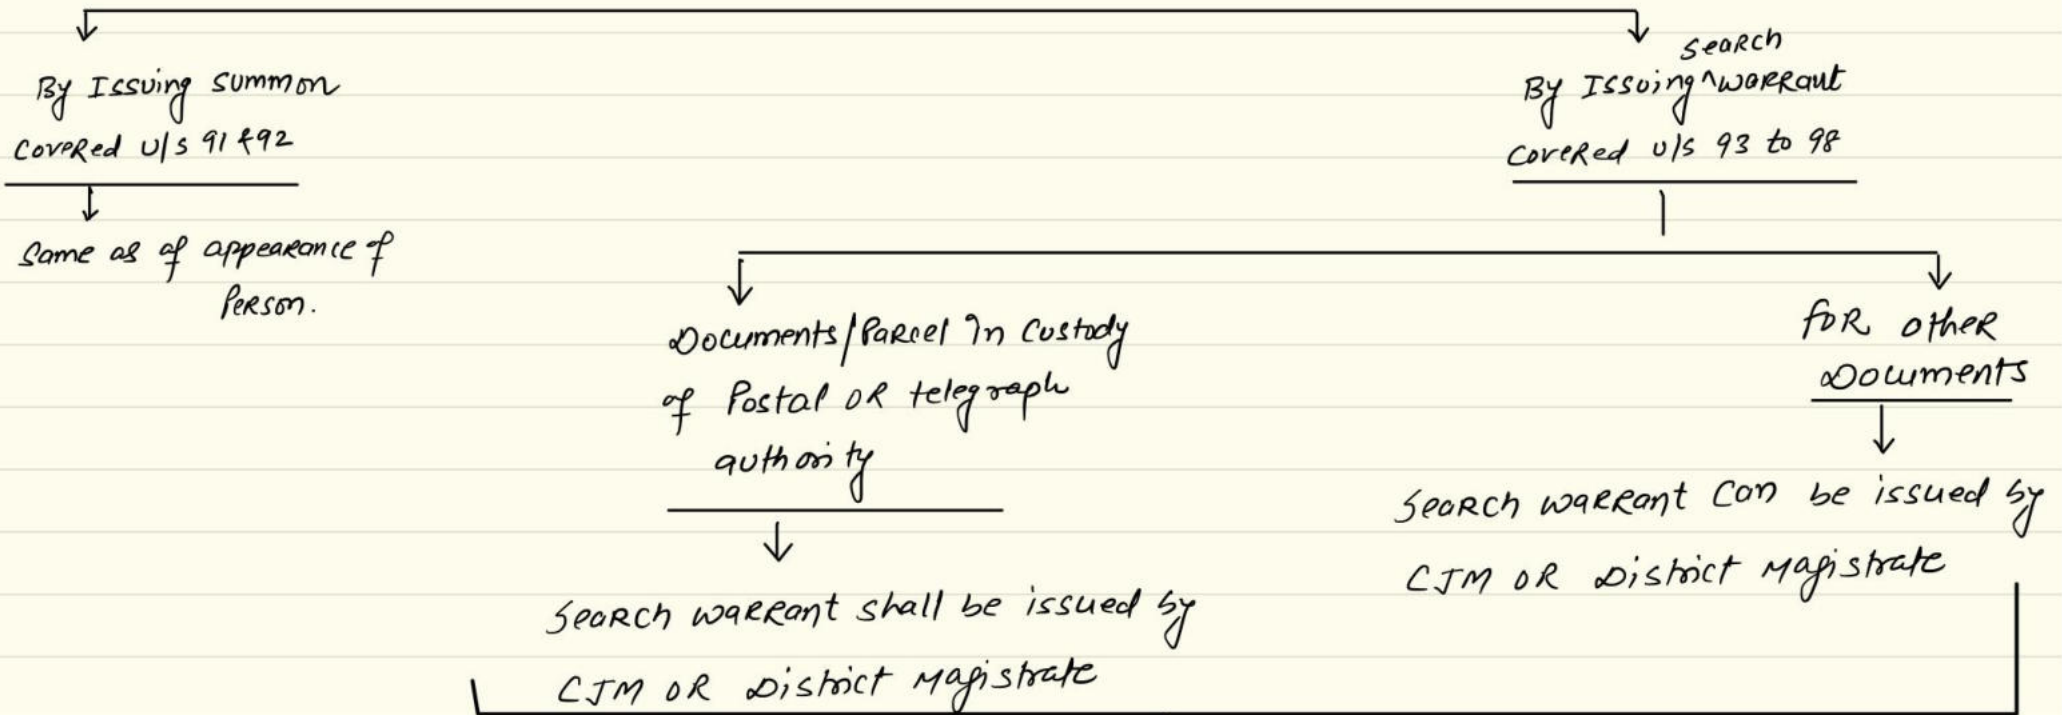 By Issuing summon
Covered u/s 91 & 92
Same as of appearance of
Person.
By Issuing ^search warrant
Covered u/s 93 to 98
Documents/Parcel In Custody
of Postal OR telegraph
authority
Search warrant shall be issued by
CJM OR District Magistrate
for other
Documents
Search warrant Can be issued by
CJM OR District Magistrate